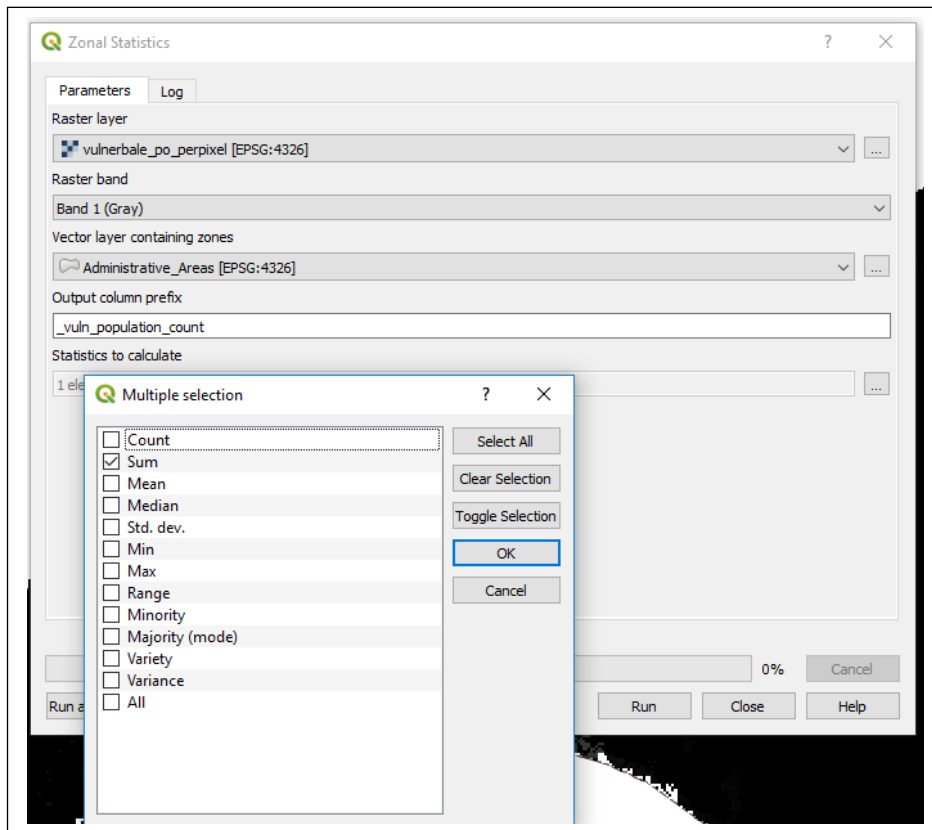 Zonal Statistics
?
Parameters
Log
Raster layer
vulnerbale_po_perpixel [EPSG:4326]
...
Raster band
Band 1 (Gray)
Vector layer containing zones
Administrative_Areas [EPSG:4326]
...
Output column prefix
_vuln_population_count
Statistics to calculate
1 ele
...
Multiple selection
?
Count
Sum
Mean
Median
Std. dev.
Min
Max
Range
Minority
Majority (mode)
Variety
Variance
All
Select All
Clear Selection
Toggle Selection
OK
Cancel
0%
Cancel
Run a
Run
Close
Help